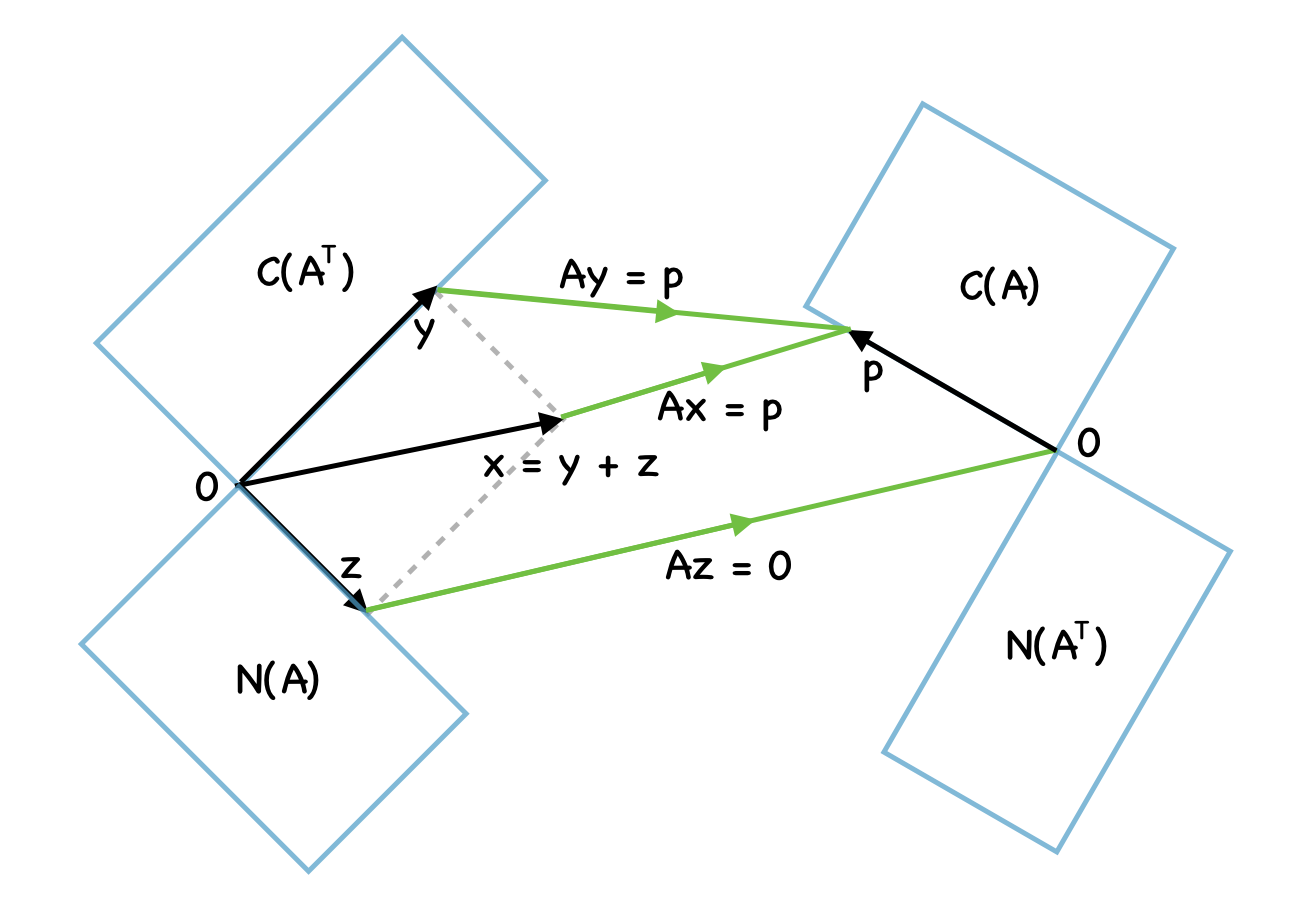 C(Aᵀ)
Ay = p
C(A)
y
p
Ax = p
0
x = y + z
0
z
Az = 0
N(Aᵀ)
N(A)